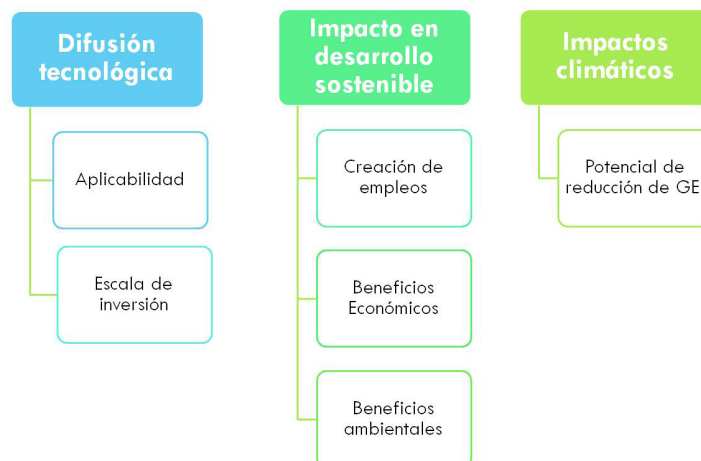 Difusión
tecnológica
Aplicabilidad
Escala de
inversión
Impacto en
desarrollo
sostenible
Creación de
empleos
Beneficios
Económicos
Beneficios
ambientales
Impactos
climáticos
Potencial de
reducción de GE